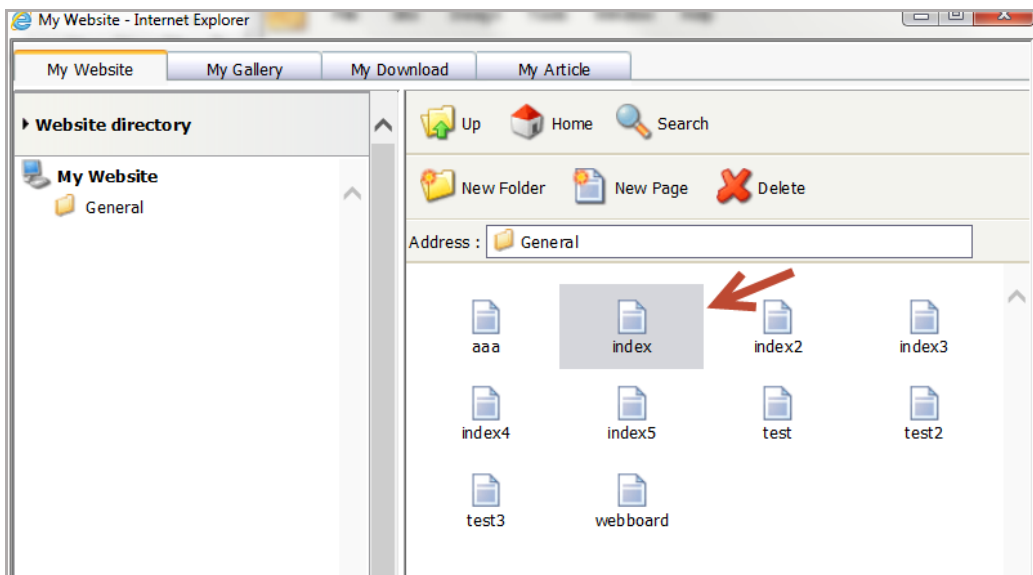 My Website - Internet Explorer
My Website My Gallery My Download My Article
Website directory
My Website
General
Up Home Search
New Folder New Page Delete
Address : General
aaa index index2 index3
index4 index5 test test2
test3 webboard